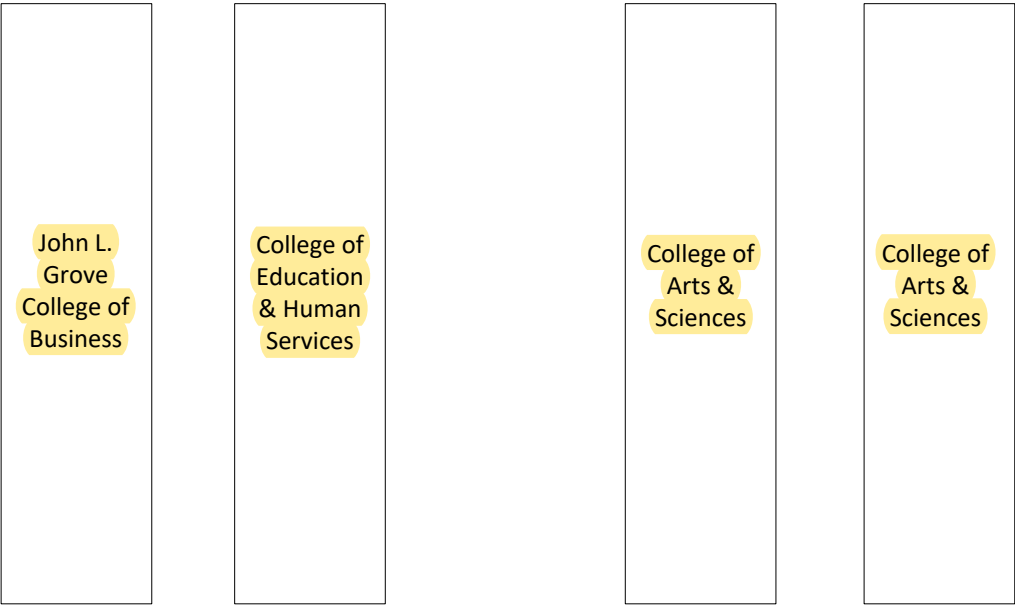 John L.
Grove
College of
Business
College of
Education
& Human
Services
College of
Arts &
Sciences
College of
Arts &
Sciences